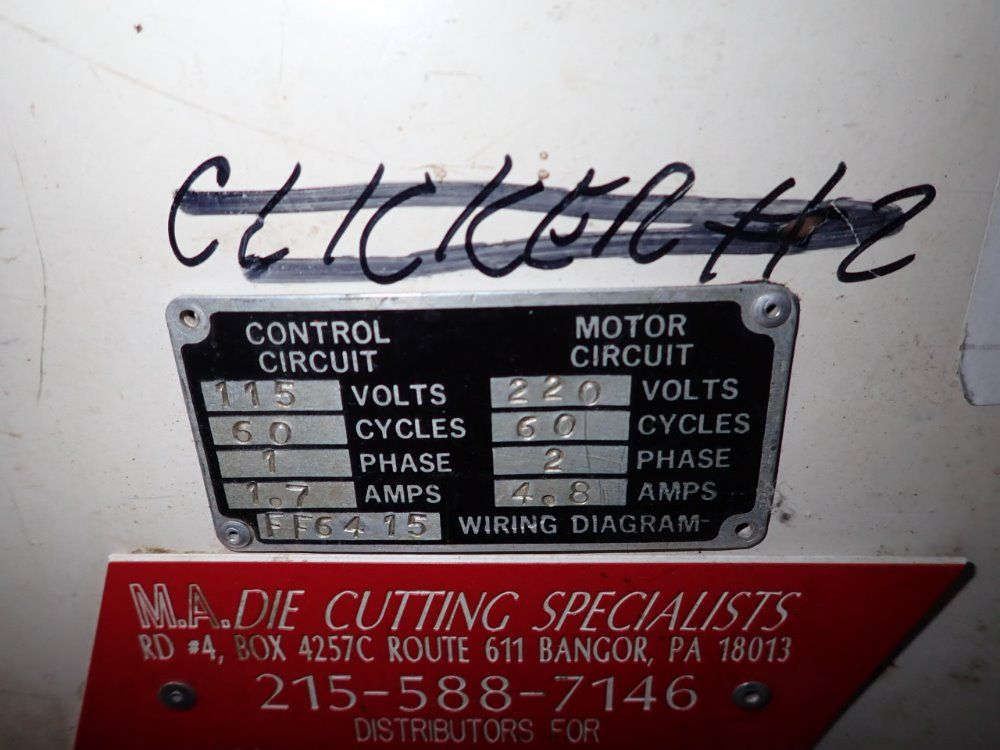 CLICKER #2
CONTROL CIRCUIT
115 VOLTS
60 CYCLES
1 PHASE
1.7 AMPS
MOTOR CIRCUIT
220 VOLTS
60 CYCLES
2 PHASE
4.8 AMPS
FF6415 WIRING DIAGRAM
M.A. DIE CUTTING SPECIALISTS
RD #4, BOX 4257C ROUTE 611 BANGOR, PA 18013
215-588-7146
DISTRIBUTORS FOR